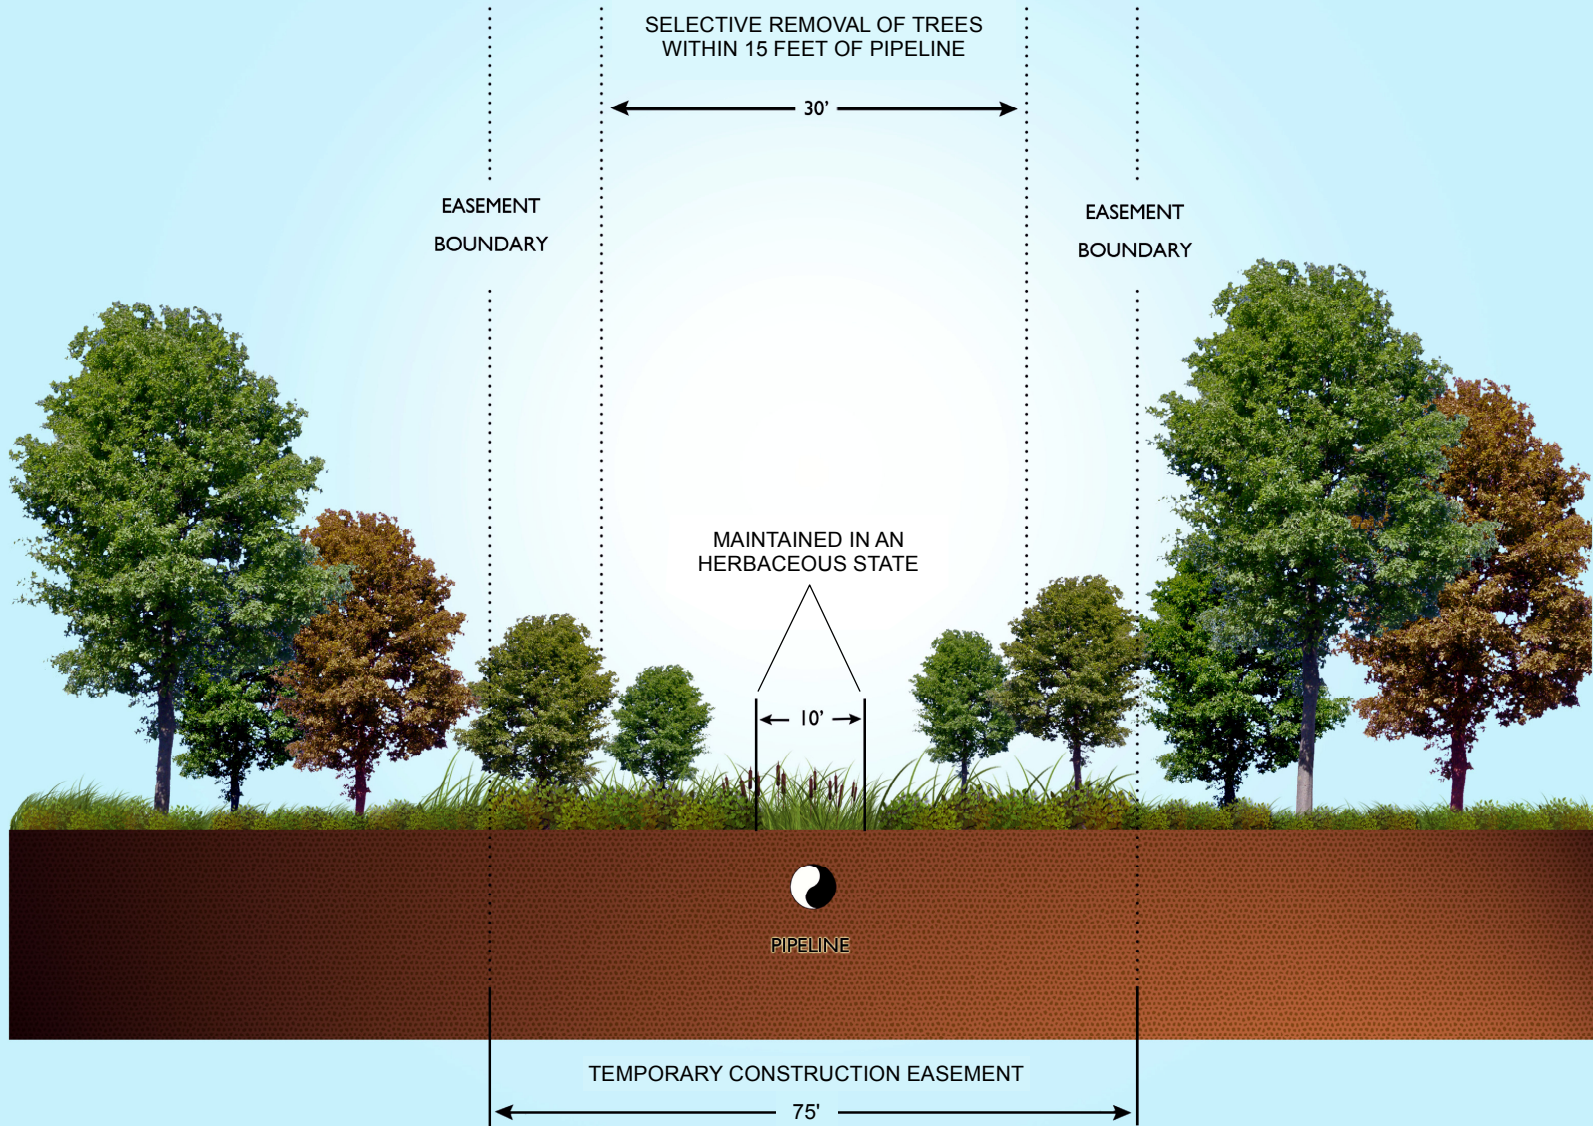 SELECTIVE REMOVAL OF TREES
WITHIN 15 FEET OF PIPELINE
30'
EASEMENT
BOUNDARY
EASEMENT
BOUNDARY
MAINTAINED IN AN
HERBACEOUS STATE
10'
PIPELINE
TEMPORARY CONSTRUCTION EASEMENT
75'